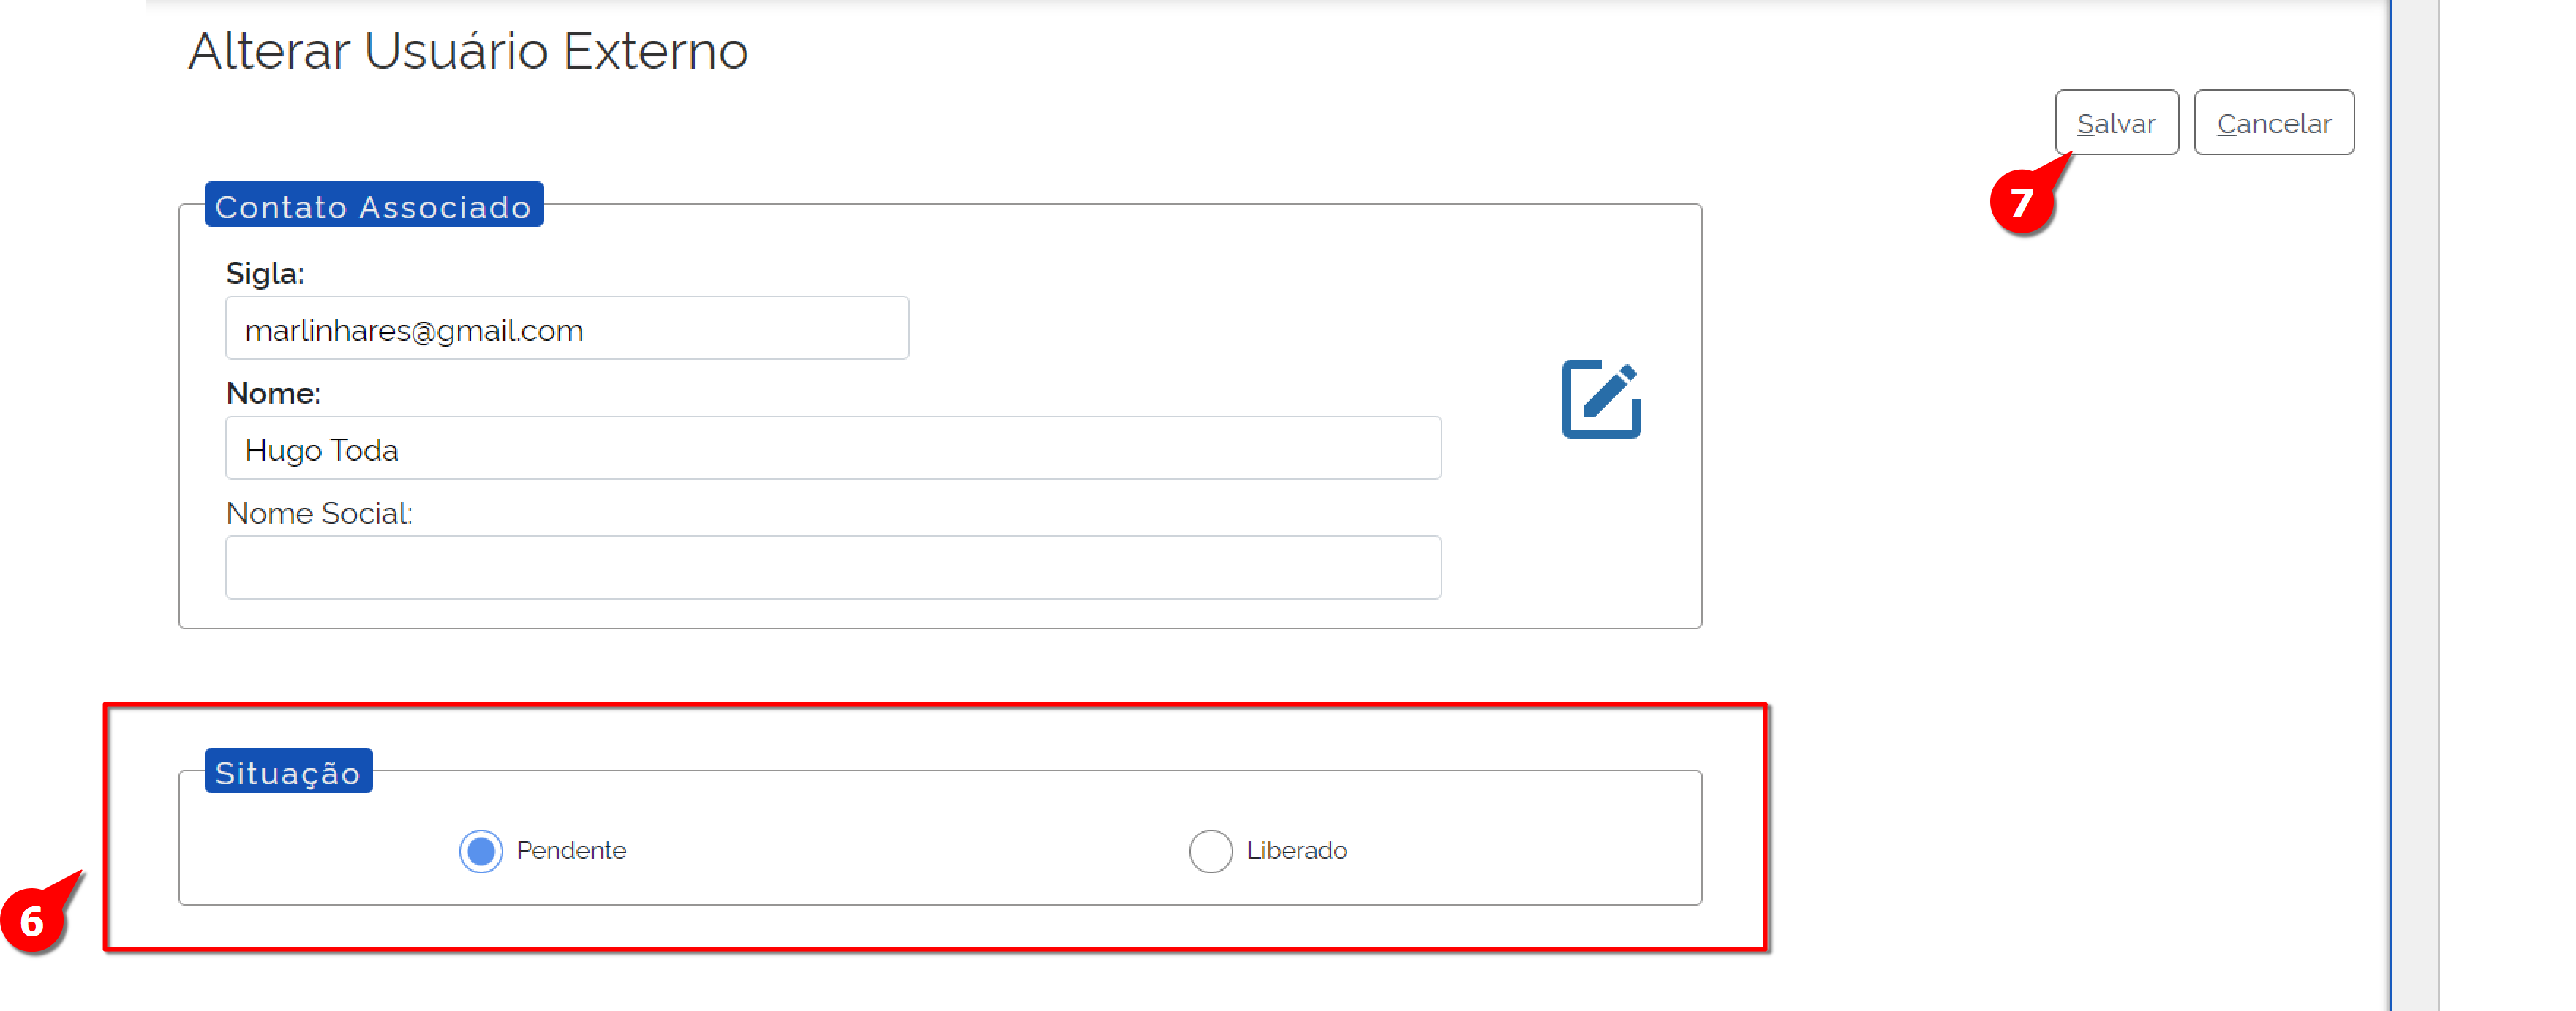 Alterar Usuário Externo
Salvar Cancelar
7
Contato Associado
Sigla:
marlinhares@gmail.com
Nome:
Hugo Toda
Nome Social:
Situação
Pendente Liberado
6